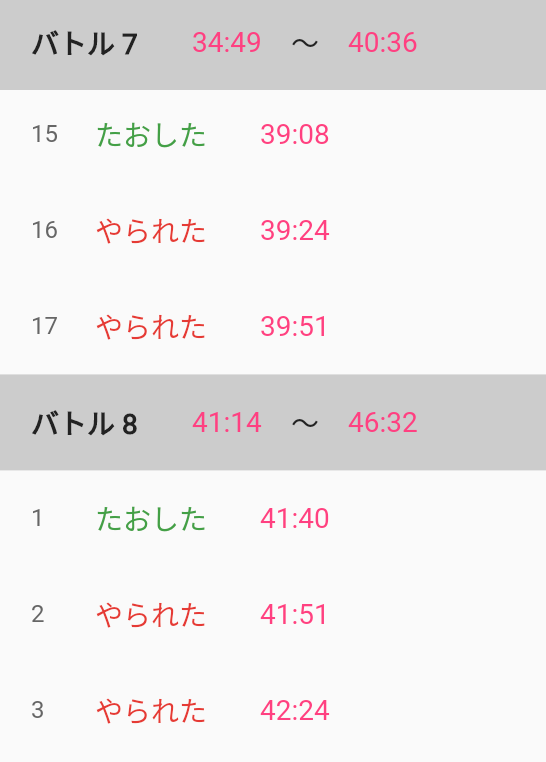 バトル 7 34:49 ～ 40:36
15 たおした 39:08
16 やられた 39:24
17 やられた 39:51
バトル 8 41:14 ～ 46:32
1 たおした 41:40
2 やられた 41:51
3 やられた 42:24